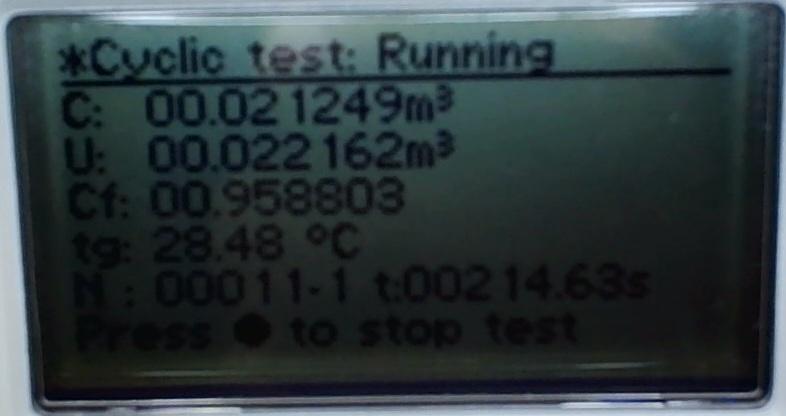 *Cyclic test: Running
C: 00.021249m³
U: 00.022162m³
Cf: 00.958803
tg: 28.48 °C
N : 00011-1 t:00214.63s
Press ● to stop test